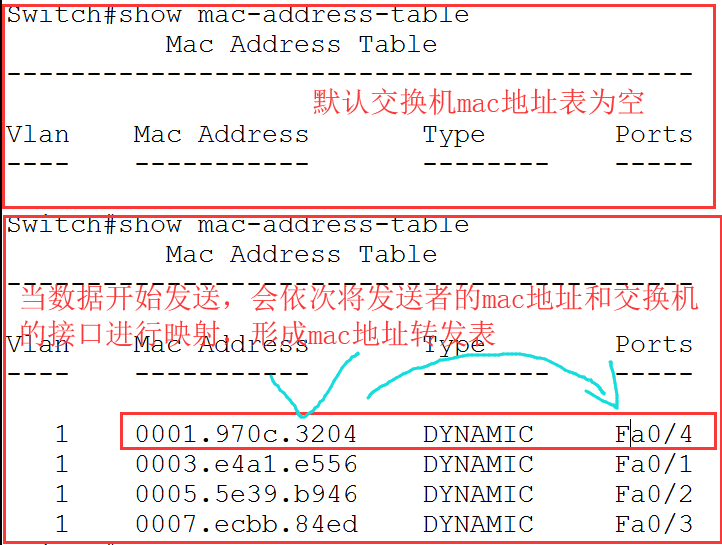 Switch#show mac-address-table
Mac Address Table
-------------------------------------------
默认交换机mac地址表为空
Vlan Mac Address Type Ports
---- ----------- -------- -----
Switch#show mac-address-table
Mac Address Table
-------------------------------------------
当数据开始发送，会依次将发送者的mac地址和交换机
的接口进行映射，形成mac地址转发表
Vlan Mac Address Type Ports
---- ----------- -------- -----
1 0001.970c.3204 DYNAMIC Fa0/4
1 0003.e4a1.e556 DYNAMIC Fa0/1
1 0005.5e39.b946 DYNAMIC Fa0/2
1 0007.ecbb.84ed DYNAMIC Fa0/3